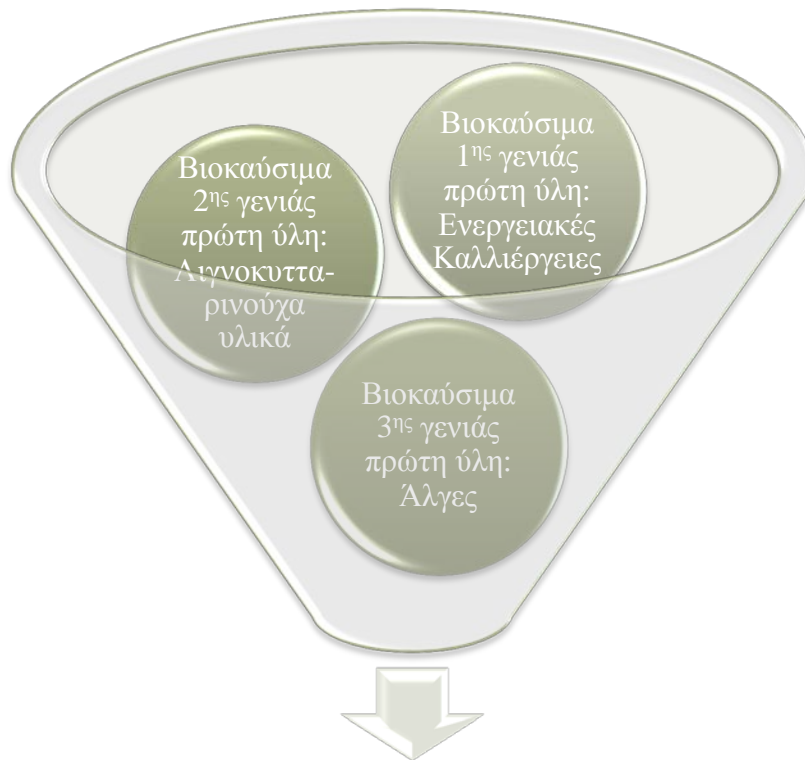 Βιοκαύσιμα
1ης γενιάς
πρώτη ύλη:
Ενεργειακές
Καλλιέργειες
Βιοκαύσιμα
2ης γενιάς
πρώτη ύλη:
Λιγνοκυττα-
ρινούχα
υλικά
Βιοκαύσιμα
3ης γενιάς
πρώτη ύλη:
Άλγες